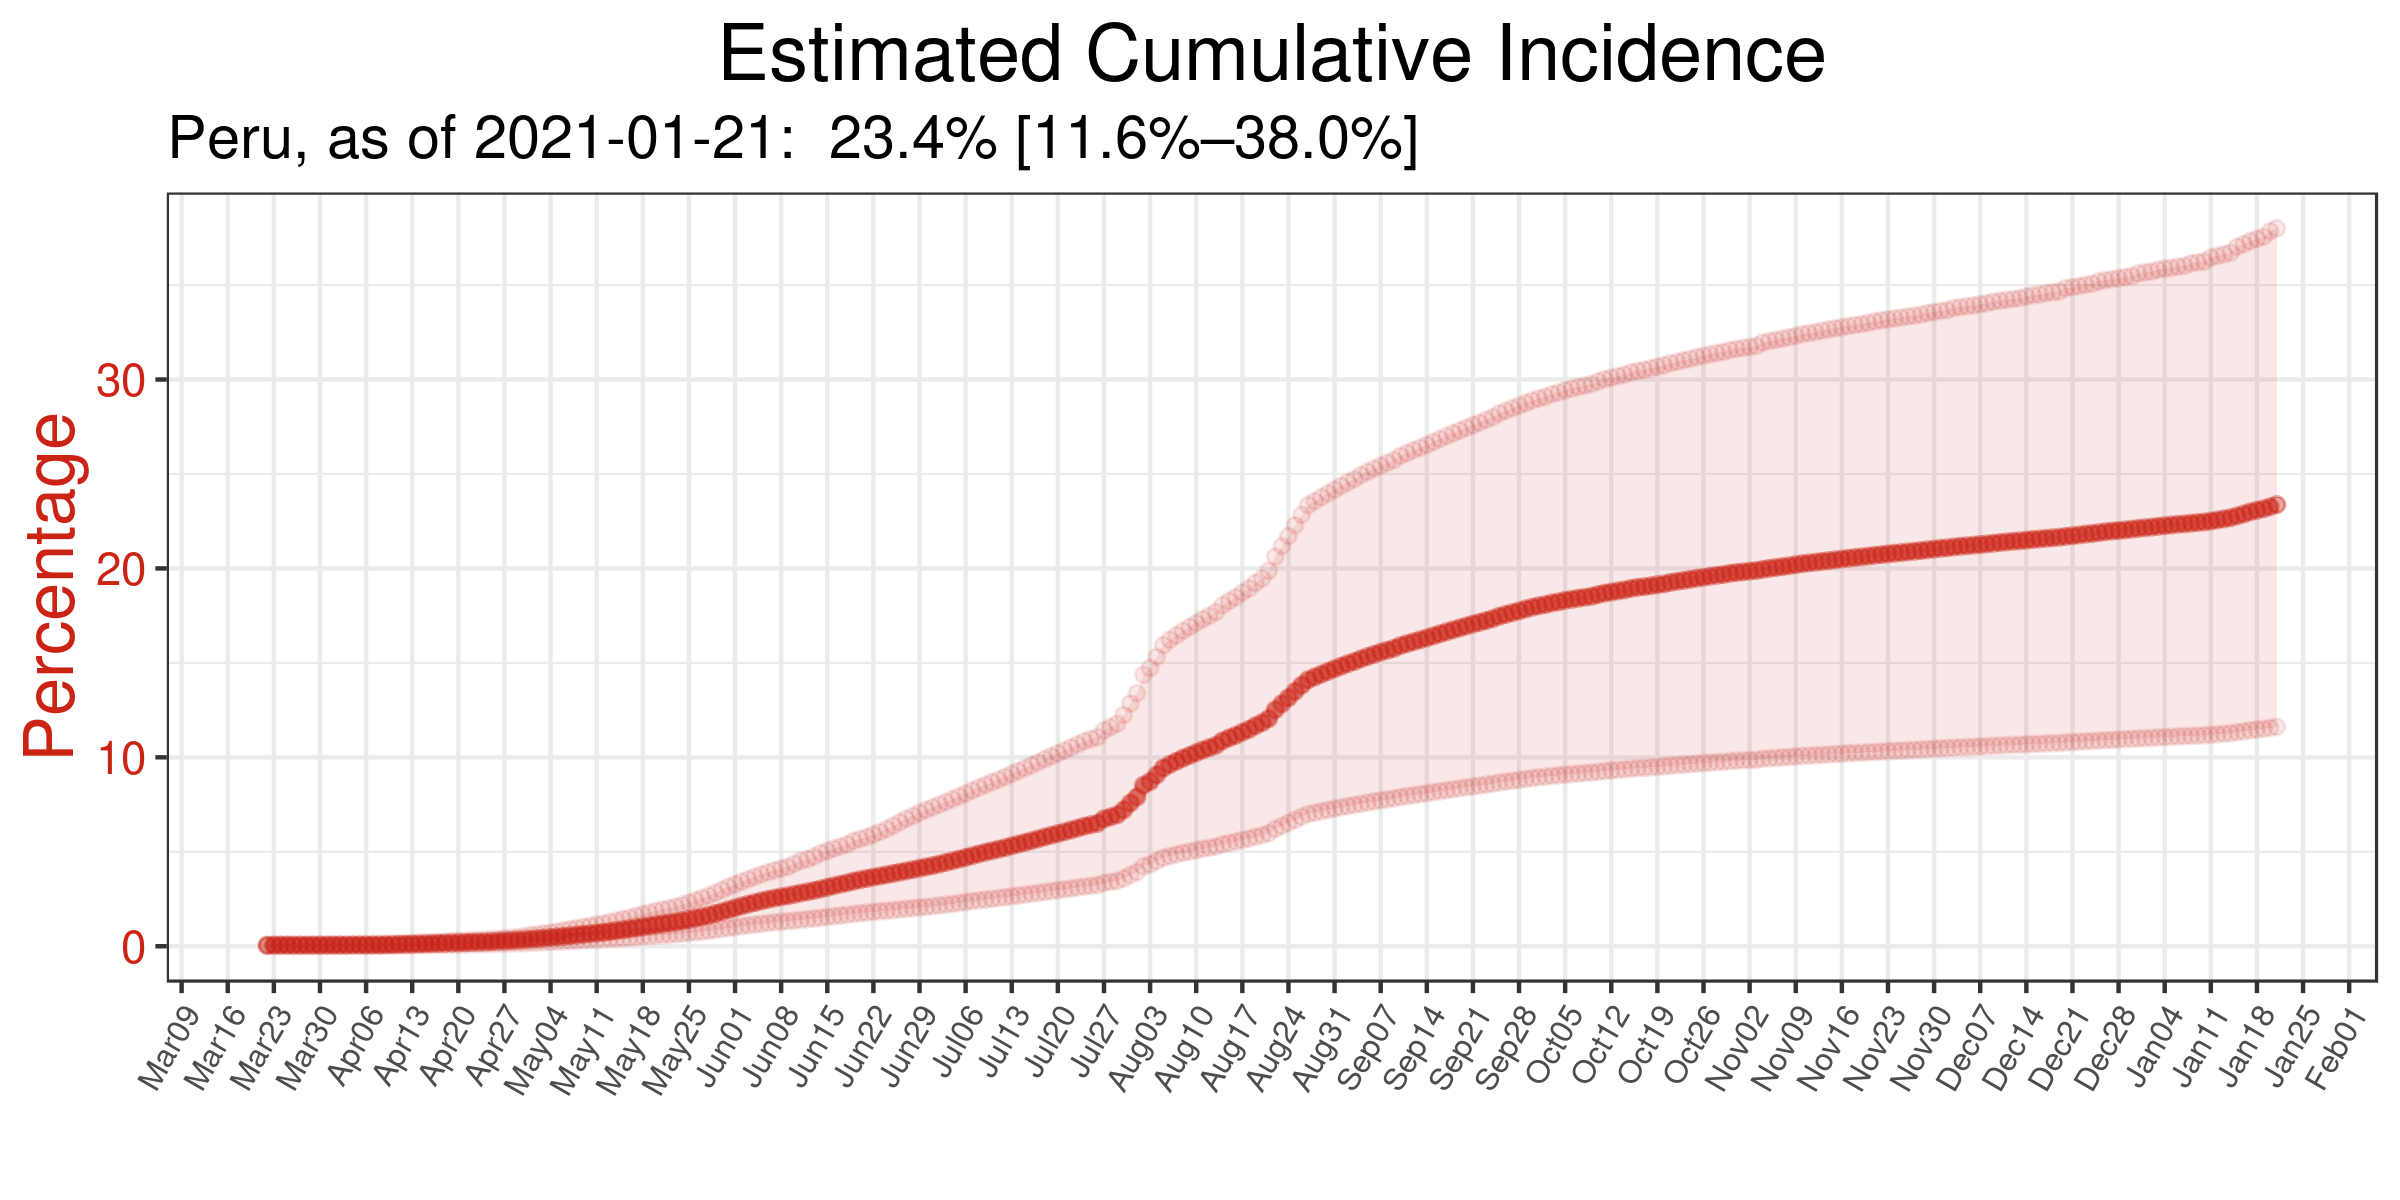 Estimated Cumulative Incidence
Peru, as of 2021-01-21:  23.4% [11.6%–38.0%]
Percentage
30
20
10
0
Mar09 Mar16 Mar23 Mar30 Apr06 Apr13 Apr20 Apr27 May04 May11 May18 May25 Jun01 Jun08 Jun15 Jun22 Jun29 Jul06 Jul13 Jul20 Jul27 Aug03 Aug10 Aug17 Aug24 Aug31 Sep07 Sep14 Sep21 Sep28 Oct05 Oct12 Oct19 Oct26 Nov02 Nov09 Nov16 Nov23 Nov30 Dec07 Dec14 Dec21 Dec28 Jan04 Jan11 Jan18 Jan25 Feb01